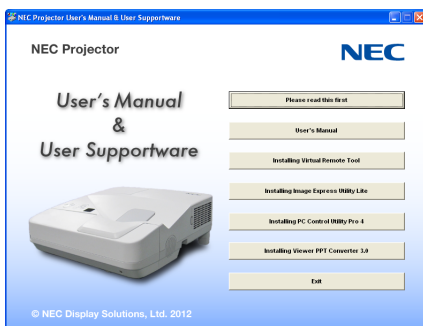 NEC Projector User's Manual & User Supportware
NEC Projector
NEC
User's Manual
&
User Supportware
Please read this first
User's Manual
Installing Virtual Remote Tool
Installing Image Express Utility Lite
Installing PC Control Utility Pro 4
Installing Viewer PPT Converter 3.0
Exit
© NEC Display Solutions, Ltd. 2012